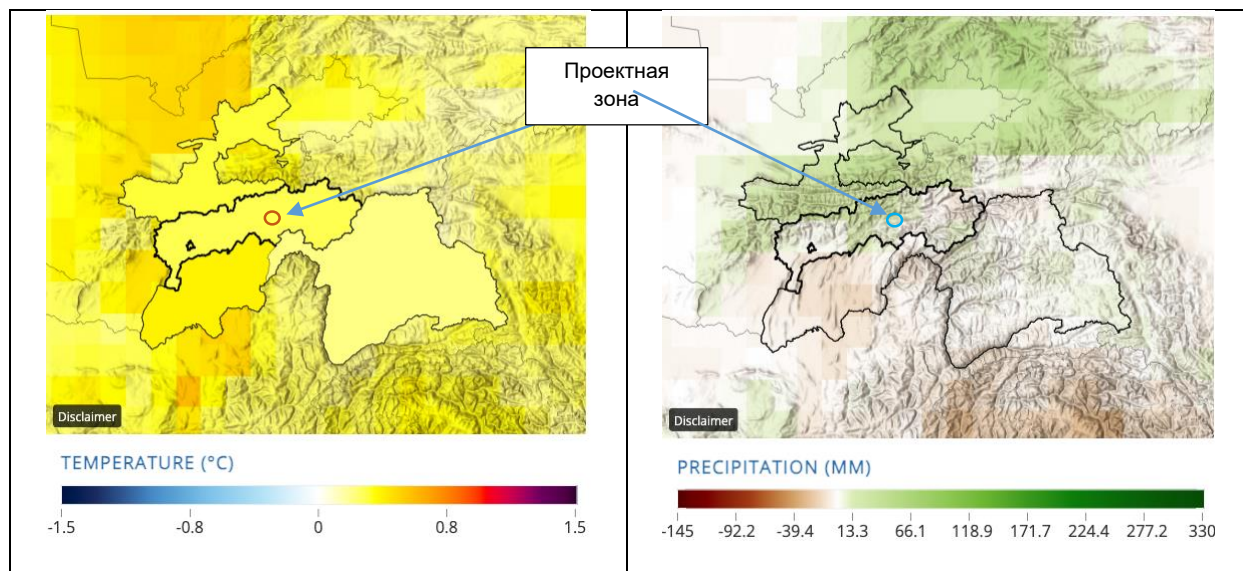 Проектная
зона
Disclaimer
TEMPERATURE (°C)
-1.5 -0.8 0 0.8 1.5
Disclaimer
PRECIPITATION (MM)
-145 -92.2 -39.4 13.3 66.1 118.9 171.7 224.4 277.2 330